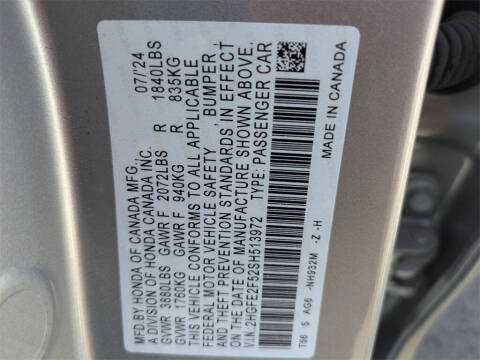 MFD. BY HONDA OF CANADA MFG., 07/'24
A DIVISION OF HONDA CANADA INC.
GVWR 3880LBS GAWR F 2072LBS R 1840LBS
GVWR 1760KG GAWR F 940KG R 835KG
THIS VEHICLE CONFORMS TO ALL APPLICABLE
FEDERAL MOTOR VEHICLE SAFETY , BUMPER,
AND THEFT PREVENTION STANDARDS IN EFFECT
ON THE DATE OF MANUFACTURE SHOWN ABOVE.
V.I.N:2HGFE2F52SH513972 TYPE:PASSENGER CAR
T56 S AG6 -NH932M -Z -H
MADE IN CANADA